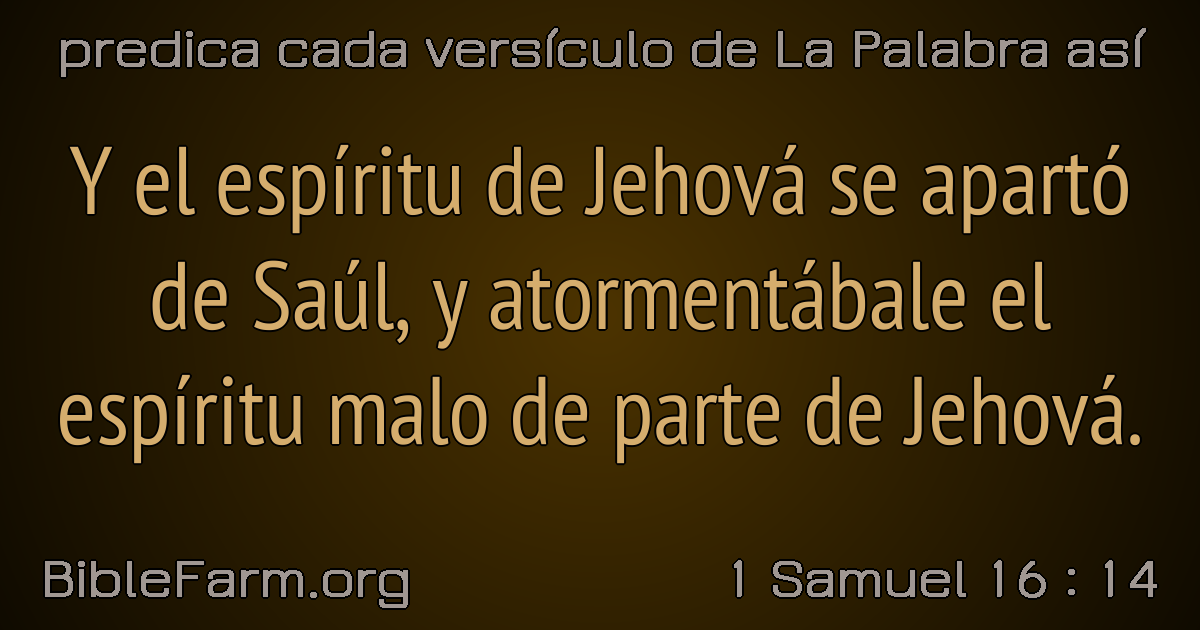 predica cada versículo de La Palabra así
Y el espíritu de Jehová se apartó
de Saúl, y atormentábale el
espíritu malo de parte de Jehová.
BibleFarm.org
1 Samuel 16 : 14